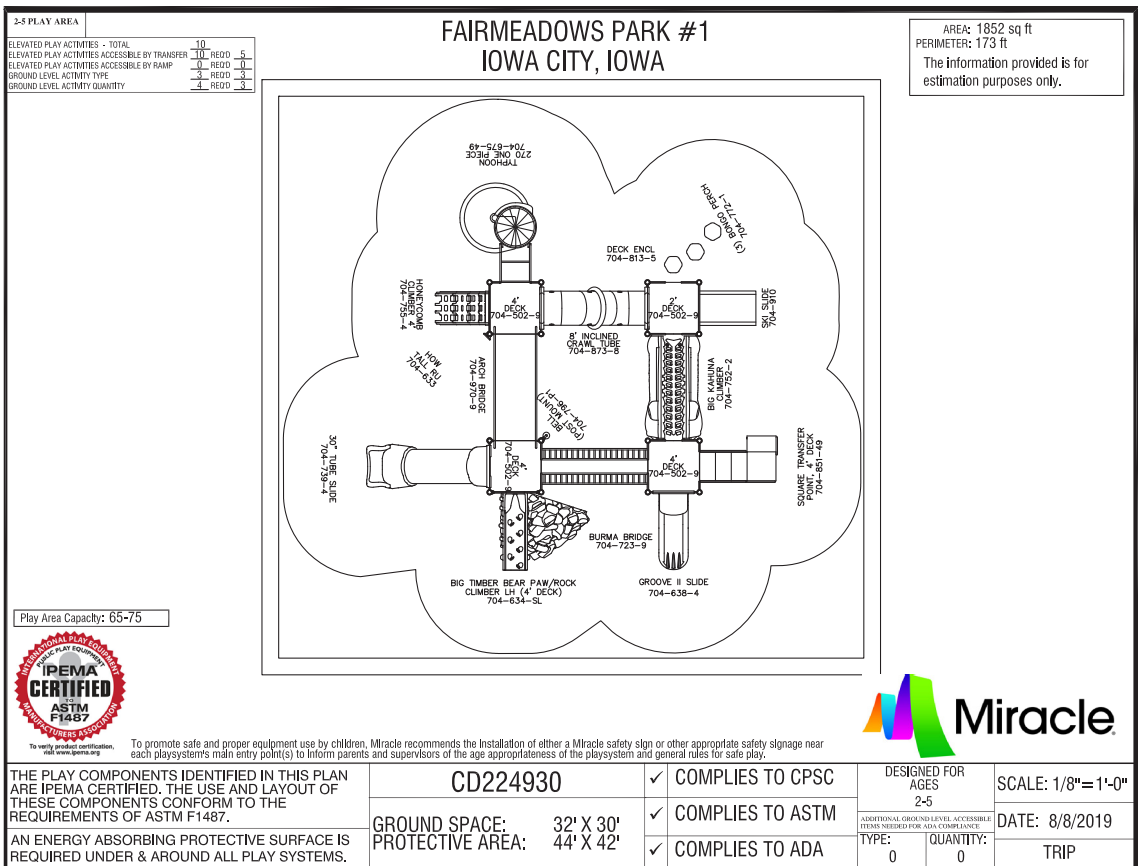 2-5 PLAY AREA
ELEVATED PLAY ACTIVITIES - TOTAL 10
ELEVATED PLAY ACTIVITIES ACCESSIBLE BY TRANSFER 10 REQ'D 5
ELEVATED PLAY ACTIVITIES ACCESSIBLE BY RAMP 0 REQ'D 0
GROUND LEVEL ACTIVITY TYPE 3 REQ'D 3
GROUND LEVEL ACTIVITY QUANTITY 4 REQ'D 3
FAIRMEADOWS PARK #1
IOWA CITY, IOWA
AREA: 1852 sq ft
PERIMETER: 173 ft
The information provided is for
estimation purposes only.
TYPHOON
270 ONE PIECE
704-675-49
(3) BONGO PERCH
704-772-1
DECK ENCL
704-813-5
HONEYCOMB
CLIMBER 4'
704-755-4
4'
DECK
704-502-9
2'
DECK
704-502-9
SKI SLIDE
704-910
8' INCLINED
CRAWL TUBE
704-873-8
HOW
TALL RU
704-633
ARCH BRIDGE
704-970-9
BELL
(POST MOUNT)
704-796-P1
BIG KAHUNA
CLIMBER
704-752-2
30" TUBE SLIDE
704-739-4
4'
DECK
704-502-9
4'
DECK
704-502-9
SQUARE TRANSFER
POINT, 4' DECK
704-851-49
BURMA BRIDGE
704-723-9
BIG TIMBER BEAR PAW/ROCK
CLIMBER LH (4' DECK)
704-634-SL
GROOVE II SLIDE
704-638-4
Play Area Capacity: 65-75
INTERNATIONAL PLAY EQUIPMENT
MANUFACTURERS ASSOCIATION
PUBLIC PLAY EQUIPMENT
IPEMA
CERTIFIED
TO
ASTM
F1487
To verify product certification,
visit www.ipema.org
Miracle
To promote safe and proper equipment use by children, Miracle recommends the installation of either a Miracle safety sign or other appropriate safety signage near
each playsystem's main entry point(s) to inform parents and supervisors of the age appropriateness of the playsystem and general rules for safe play.
THE PLAY COMPONENTS IDENTIFIED IN THIS PLAN
ARE IPEMA CERTIFIED. THE USE AND LAYOUT OF
THESE COMPONENTS CONFORM TO THE
REQUIREMENTS OF ASTM F1487.
AN ENERGY ABSORBING PROTECTIVE SURFACE IS
REQUIRED UNDER & AROUND ALL PLAY SYSTEMS.
CD224930
GROUND SPACE: 32' X 30'
PROTECTIVE AREA: 44' X 42'
✓ COMPLIES TO CPSC
✓ COMPLIES TO ASTM
✓ COMPLIES TO ADA
DESIGNED FOR
AGES
2-5
ADDITIONAL GROUND LEVEL ACCESSIBLE
ITEMS NEEDED FOR ADA COMPLIANCE
TYPE: QUANTITY:
0 0
SCALE: 1/8"=1'-0"
DATE: 8/8/2019
TRIP